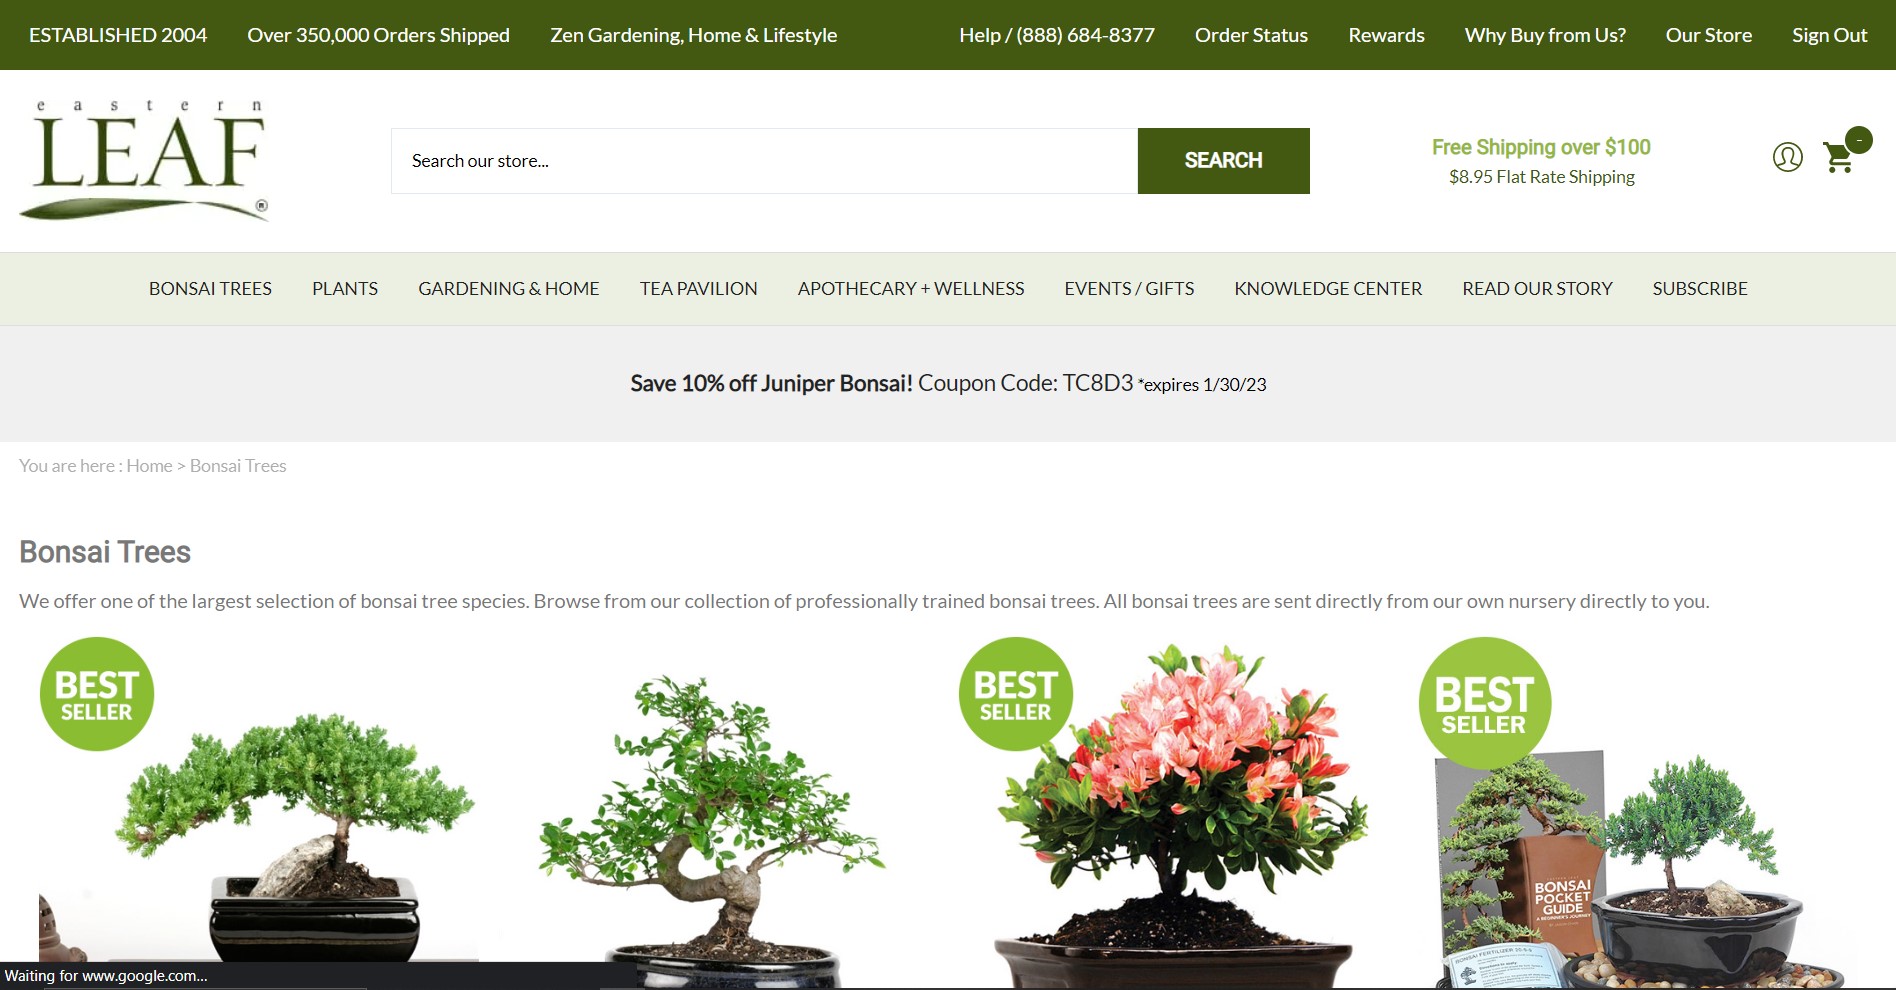 ESTABLISHED 2004 Over 350,000 Orders Shipped Zen Gardening, Home & Lifestyle Help / (888) 684-8377 Order Status Rewards Why Buy from Us? Our Store Sign Out
eastern
LEAF
Search our store...
SEARCH
Free Shipping over $100
$8.95 Flat Rate Shipping
BONSAI TREES PLANTS GARDENING & HOME TEA PAVILION APOTHECARY + WELLNESS EVENTS / GIFTS KNOWLEDGE CENTER READ OUR STORY SUBSCRIBE
Save 10% off Juniper Bonsai! Coupon Code: TC8D3 *expires 1/30/23
You are here : Home > Bonsai Trees
Bonsai Trees
We offer one of the largest selection of bonsai tree species. Browse from our collection of professionally trained bonsai trees. All bonsai trees are sent directly from our own nursery directly to you.
BEST
SELLER
BEST
SELLER
BEST
SELLER
BONSAI
POCKET
GUIDE
A BEGINNER'S JOURNEY
BONSAI FERTILIZER
Waiting for www.google.com...